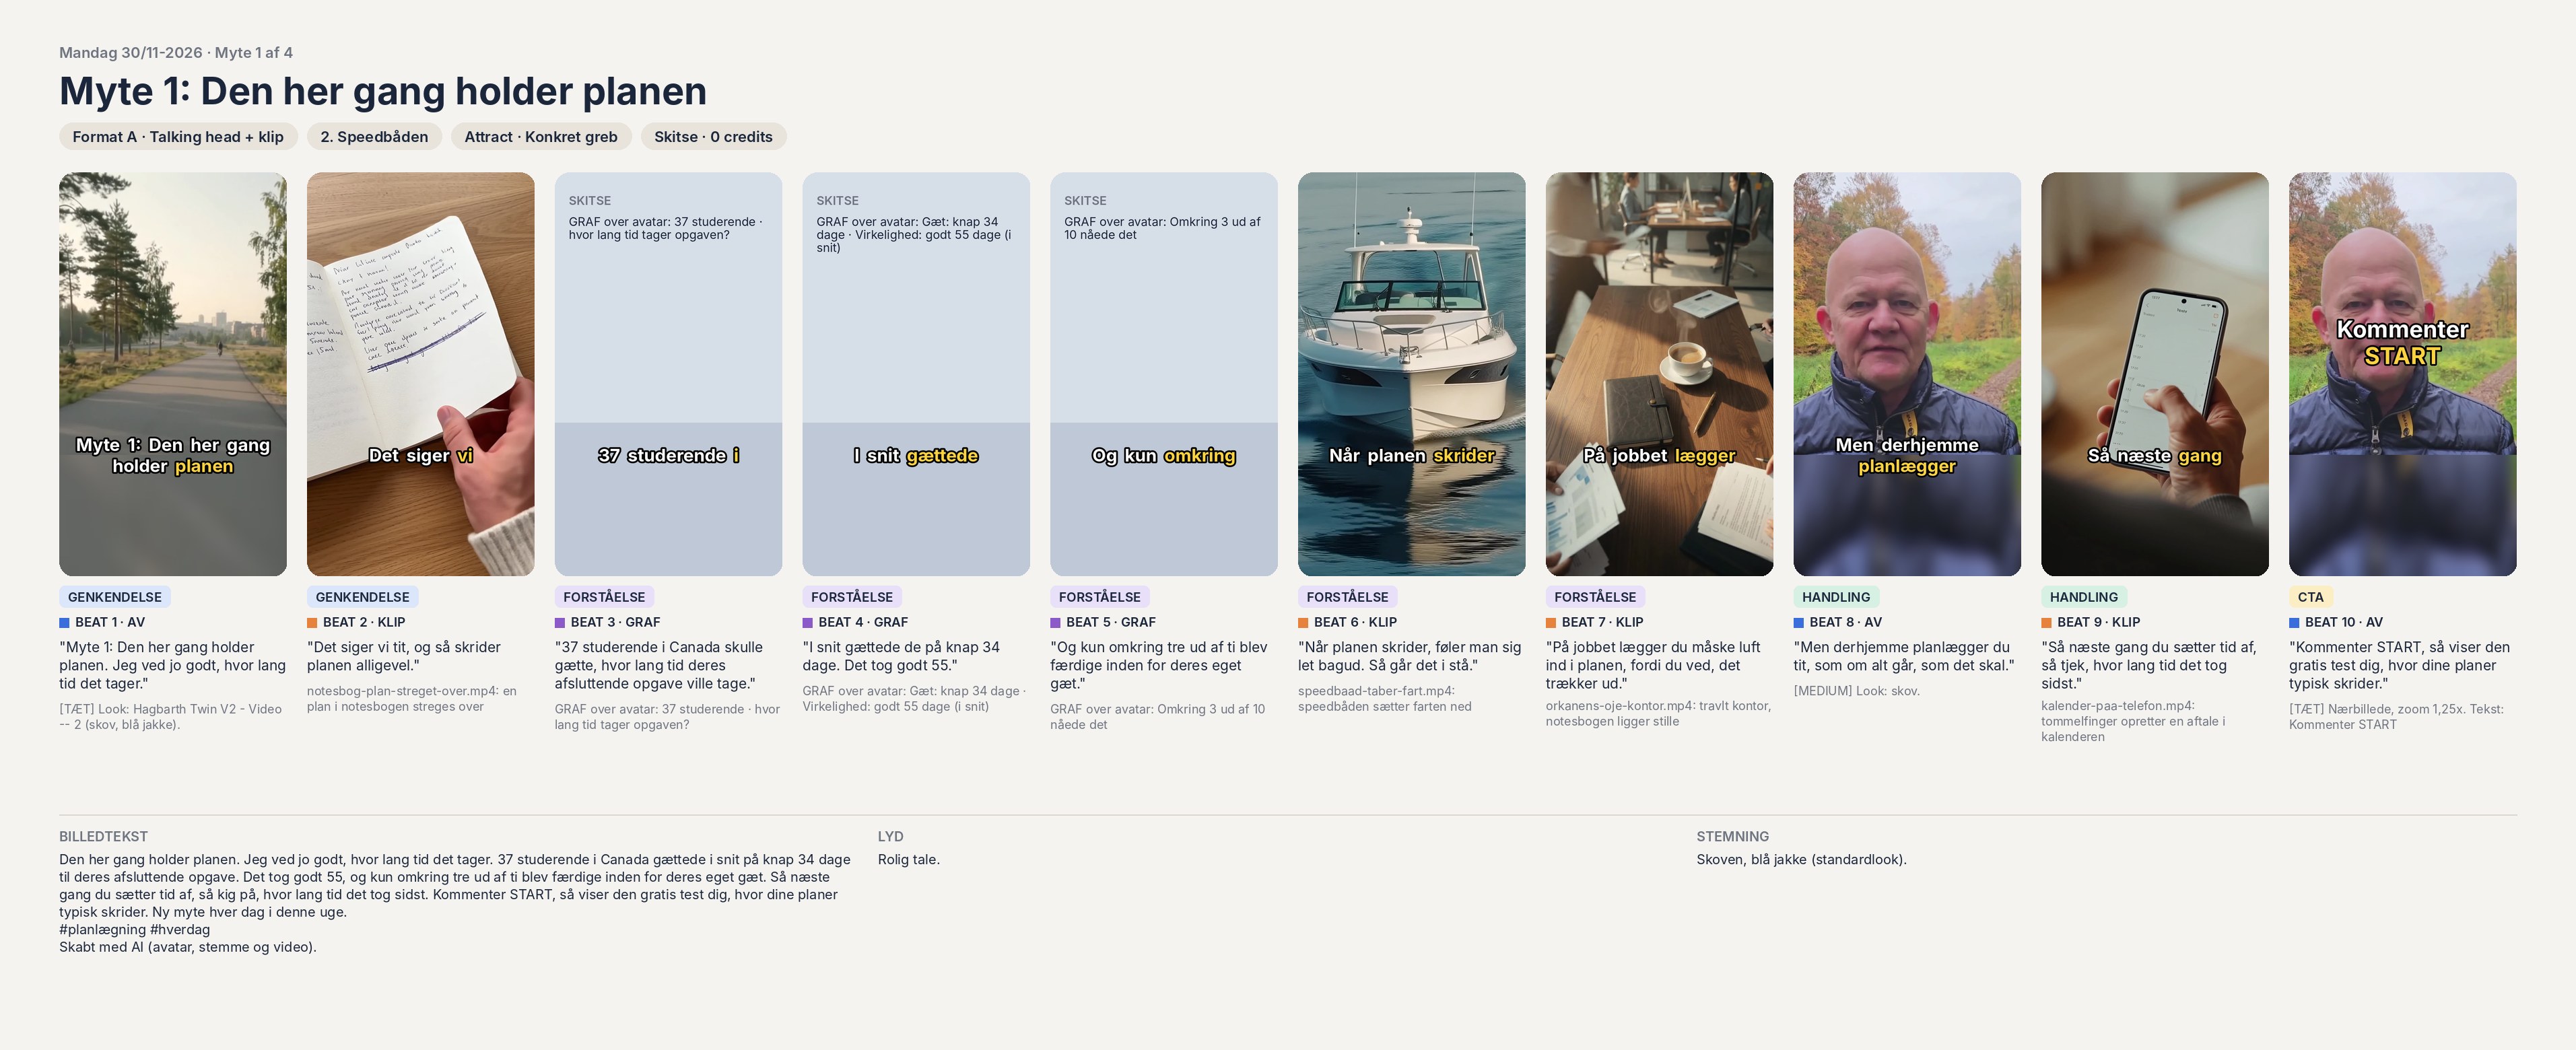 Mandag 30/11-2026 · Myte 1 af 4
Myte 1: Den her gang holder planen
Format A · Talking head + klip
2. Speedbåden
Attract · Konkret greb
Skitse · 0 credits
Myte 1: Den her gang
holder planen
Det siger vi
SKITSE
GRAF over avatar: 37 studerende ·
hvor lang tid tager opgaven?
37 studerende i
SKITSE
GRAF over avatar: Gæt: knap 34
dage · Virkelighed: godt 55 dage (i
snit)
I snit gættede
SKITSE
GRAF over avatar: Omkring 3 ud af
10 nåede det
Og kun omkring
Når planen skrider
På jobbet lægger
Men derhjemme
planlægger
Så næste gang
Kommenter
START
GENKENDELSE
BEAT 1 · AV
"Myte 1: Den her gang holder
planen. Jeg ved jo godt, hvor lang
tid det tager."
[TÆT] Look: Hagbarth Twin V2 - Video
-- 2 (skov, blå jakke).
GENKENDELSE
BEAT 2 · KLIP
"Det siger vi tit, og så skrider
planen alligevel."
notesbog-plan-streget-over.mp4: en
plan i notesbogen streges over
FORSTÅELSE
BEAT 3 · GRAF
"37 studerende i Canada skulle
gætte, hvor lang tid deres
afsluttende opgave ville tage."
GRAF over avatar: 37 studerende · hvor
lang tid tager opgaven?
FORSTÅELSE
BEAT 4 · GRAF
"I snit gættede de på knap 34
dage. Det tog godt 55."
GRAF over avatar: Gæt: knap 34 dage ·
Virkelighed: godt 55 dage (i snit)
FORSTÅELSE
BEAT 5 · GRAF
"Og kun omkring tre ud af ti blev
færdige inden for deres eget
gæt."
GRAF over avatar: Omkring 3 ud af 10
nåede det
FORSTÅELSE
BEAT 6 · KLIP
"Når planen skrider, føler man sig
let bagud. Så går det i stå."
speedbaad-taber-fart.mp4:
speedbåden sætter farten ned
FORSTÅELSE
BEAT 7 · KLIP
"På jobbet lægger du måske luft
ind i planen, fordi du ved, det
trækker ud."
orkanens-oje-kontor.mp4: travlt kontor,
notesbogen ligger stille
HANDLING
BEAT 8 · AV
"Men derhjemme planlægger du
tit, som om alt går, som det skal."
[MEDIUM] Look: skov.
HANDLING
BEAT 9 · KLIP
"Så næste gang du sætter tid af,
så tjek, hvor lang tid det tog
sidst."
kalender-paa-telefon.mp4:
tommelfinger opretter en aftale i
kalenderen
CTA
BEAT 10 · AV
"Kommenter START, så viser den
gratis test dig, hvor dine planer
typisk skrider."
[TÆT] Nærbillede, zoom 1,25x. Tekst:
Kommenter START
BILLEDTEKST
Den her gang holder planen. Jeg ved jo godt, hvor lang tid det tager. 37 studerende i Canada gættede i snit på knap 34 dage
til deres afsluttende opgave. Det tog godt 55, og kun omkring tre ud af ti blev færdige inden for deres eget gæt. Så næste
gang du sætter tid af, så kig på, hvor lang tid det tog sidst. Kommenter START, så viser den gratis test dig, hvor dine planer
typisk skrider. Ny myte hver dag i denne uge.
#planlægning #hverdag
Skabt med AI (avatar, stemme og video).
LYD
Rolig tale.
STEMNING
Skoven, blå jakke (standardlook).